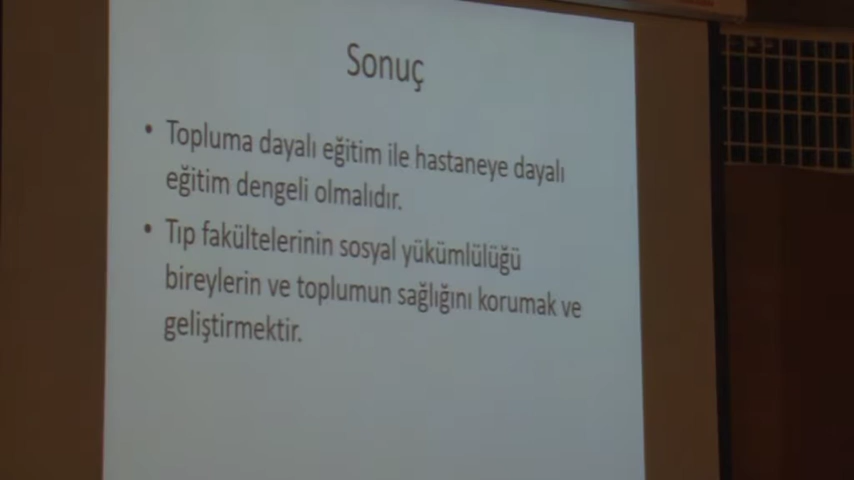 Sonuç
• Topluma dayalı eğitim ile hastaneye dayalı
eğitim dengeli olmalıdır.
• Tıp fakültelerinin sosyal yükümlülüğü
bireylerin ve toplumun sağlığını korumak ve
geliştirmektir.